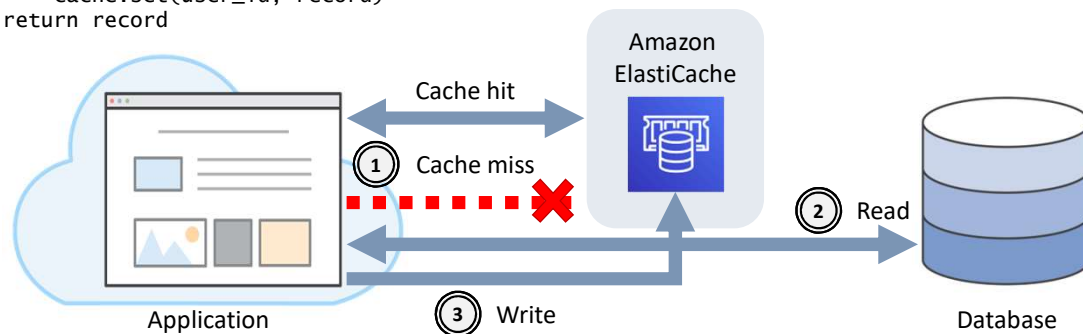 return record
Amazon
ElastiCache
Cache hit
1 Cache miss
2 Read
3 Write
Application
Database